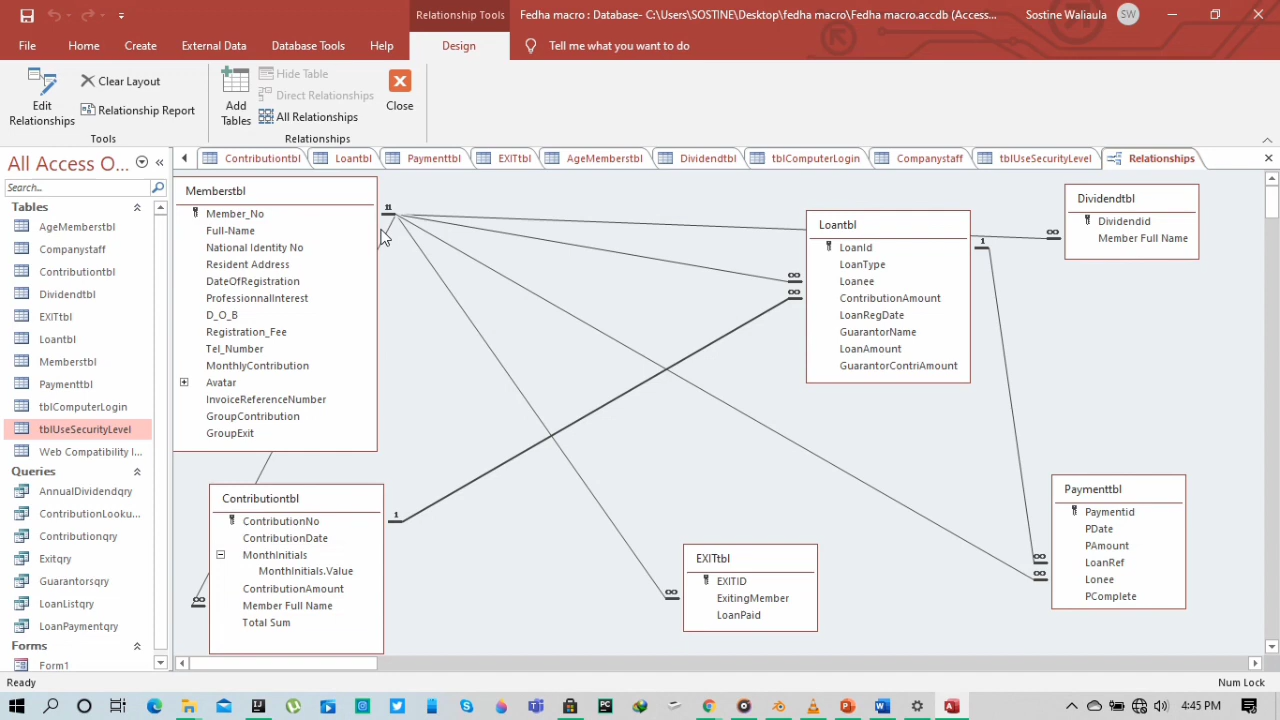 Relationship Tools
Fedha macro : Database- C:\USERS\SOSTINE\Desktop\fedha macro\Fedha macro.accdb (Access...
Sostine Waliaula
SW
File
Home
Create
External Data
Database Tools
Help
Design
Tell me what you want to do
Edit
Relationships
Clear Layout
Relationship Report
Tools
Add
Tables
Hide Table
Direct Relationships
All Relationships
Close
Relationships
All Access O...
Search...
Tables
AgeMemberstbl
Companystaff
Contributiontbl
Dividendtbl
EXITtbl
Loantbl
Memberstbl
Paymenttbl
tblComputerLogin
tblUseSecurityLevel
Web Compatibility I...
Queries
AnnualDividendqry
ContributionLooku...
Contributionqry
Exitqry
Guarantorsqry
LoanListqry
LoanPaymentqry
Forms
Form1
Contributiontbl
Loantbl
Paymenttbl
EXITtbl
AgeMemberstbl
Dividendtbl
tblComputerLogin
Companystaff
tblUseSecurityLevel
Relationships
Memberstbl
Member_No
Full-Name
National Identity No
Resident Address
DateOfRegistration
ProfessionnalInterest
D_O_B
Registration_Fee
Tel_Number
MonthlyContribution
Avatar
InvoiceReferenceNumber
GroupContribution
GroupExit
Contributiontbl
ContributionNo
ContributionDate
MonthInitials
MonthInitials.Value
ContributionAmount
Member Full Name
Total Sum
1
∞
EXITtbl
EXITID
ExitingMember
LoanPaid
∞
Loantbl
LoanId
LoanType
Loanee
ContributionAmount
LoanRegDate
GuarantorName
LoanAmount
GuarantorContriAmount
∞
∞
1
Dividendtbl
Dividendid
Member Full Name
∞
Paymenttbl
Paymentid
PDate
PAmount
LoanRef
Lonee
PComplete
∞
∞
Ready
Num Lock
4:45 PM